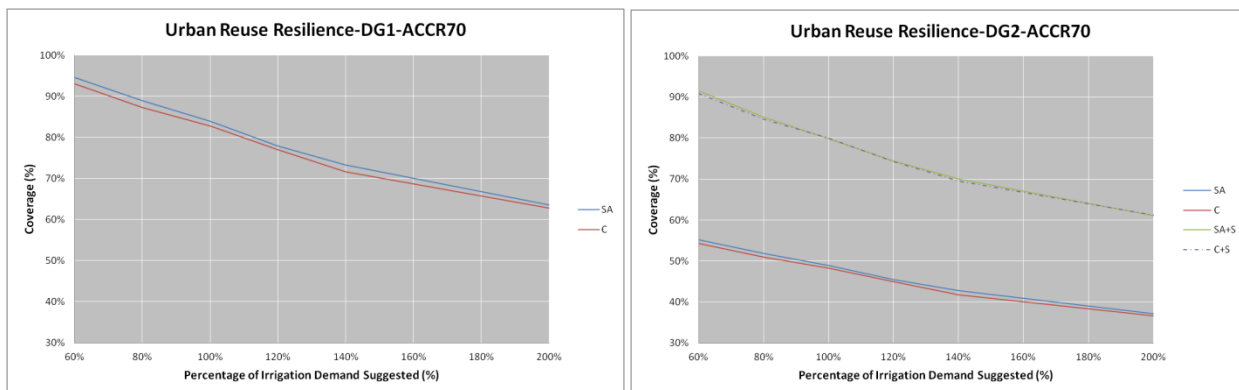 Urban Reuse Resilience-DG1-ACCR70
100%
90%
80%
70%
60%
50%
40%
30%
Coverage (%)
60%
80%
100%
120%
140%
160%
180%
200%
Percentage of Irrigation Demand Suggested (%)
SA
C
Urban Reuse Resilience-DG2-ACCR70
100%
90%
80%
70%
60%
50%
40%
30%
Coverage (%)
60%
80%
100%
120%
140%
160%
180%
200%
Percentage of Irrigation Demand Suggested (%)
SA
C
SA+S
C+S